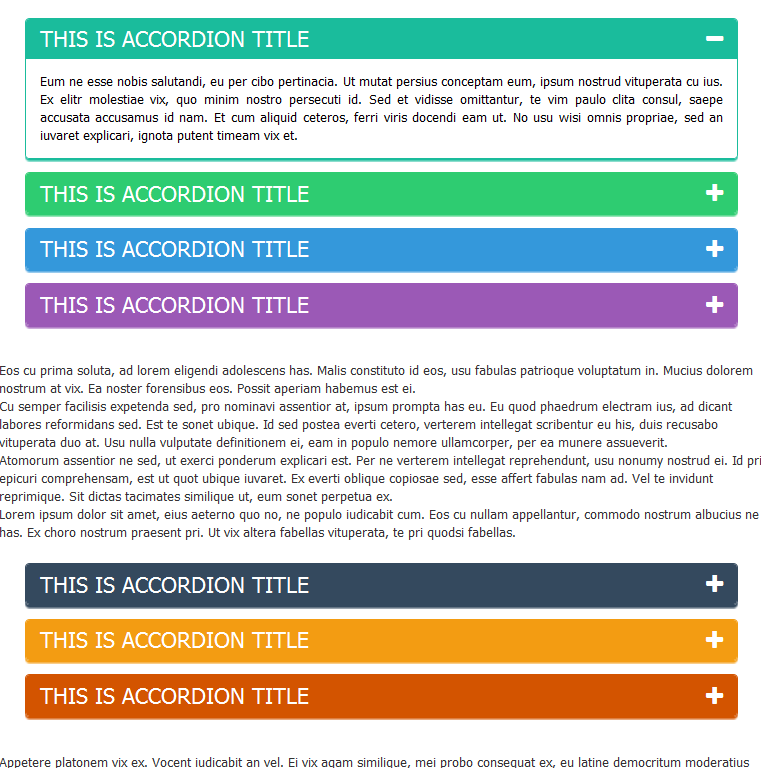 THIS IS ACCORDION TITLE
Eum ne esse nobis salutandi, eu per cibo pertinacia. Ut mutat persius conceptam eum, ipsum nostrud vituperata cu ius.
Ex elitr molestiae vix, quo minim nostro persecuti id. Sed et vidisse omittantur, te vim paulo clita consul, saepe
accusata accusamus id nam. Et cum aliquid ceteros, ferri viris docendi eam ut. No usu wisi omnis propriae, sed an
iuvaret explicari, ignota putent timeam vix et.
THIS IS ACCORDION TITLE
THIS IS ACCORDION TITLE
THIS IS ACCORDION TITLE
Eos cu prima soluta, ad lorem eligendi adolescens has. Malis constituto id eos, usu fabulas patrioque voluptatum in. Mucius dolorem
nostrum at vix. Ea noster forensibus eos. Possit aperiam habemus est ei.
Cu semper facilisis expetenda sed, pro nominavi assentior at, ipsum prompta has eu. Eu quod phaedrum electram ius, ad dicant
labores reformidans sed. Est te sonet ubique. Id sed postea everti cetero, verterem intellegat scribentur eu his, duis recusabo
vituperata duo at. Usu nulla vulputate definitionem ei, eam in populo nemore ullamcorper, per ea munere assueverit.
Atomorum assentior ne sed, ut exerci ponderum explicari est. Per ne verterem intellegat reprehendunt, usu nonumy nostrud ei. Id pri
epicuri comprehensam, est ut quot ubique iuvaret. Ex everti oblique copiosae sed, esse affert fabulas nam ad. Vel te invidunt
reprimique. Sit dictas tacimates similique ut, eum sonet perpetua ex.
Lorem ipsum dolor sit amet, eius aeterno quo no, ne populo iudicabit cum. Eos cu nullam appellantur, commodo nostrum albucius ne
has. Ex choro nostrum praesent pri. Ut vix altera fabellas vituperata, te pri quodsi fabellas.
THIS IS ACCORDION TITLE
THIS IS ACCORDION TITLE
THIS IS ACCORDION TITLE
Appetere platonem vix ex. Vocent iudicabit an vel. Ei vix agam similique, mei probo consequat ex, eu latine democritum moderatius